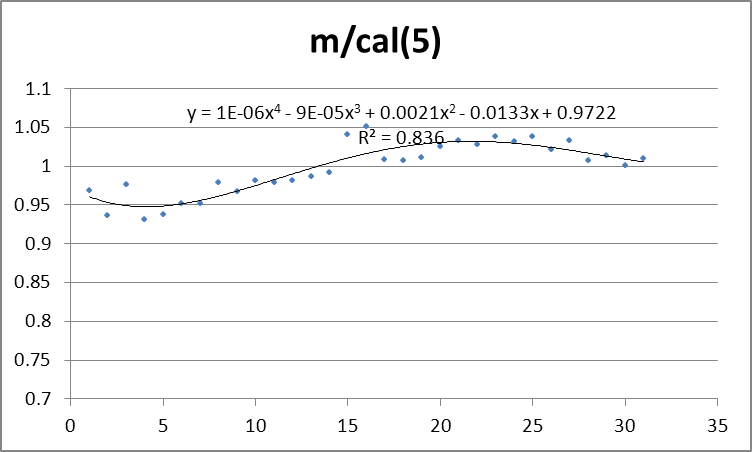 m/cal(5)
1.1
y = 1E-06x⁴ - 9E-05x³ + 0.0021x² - 0.0133x + 0.9722
R² = 0.836
1.05
1
0.95
0.9
0.85
0.8
0.75
0.7
0 5 10 15 20 25 30 35